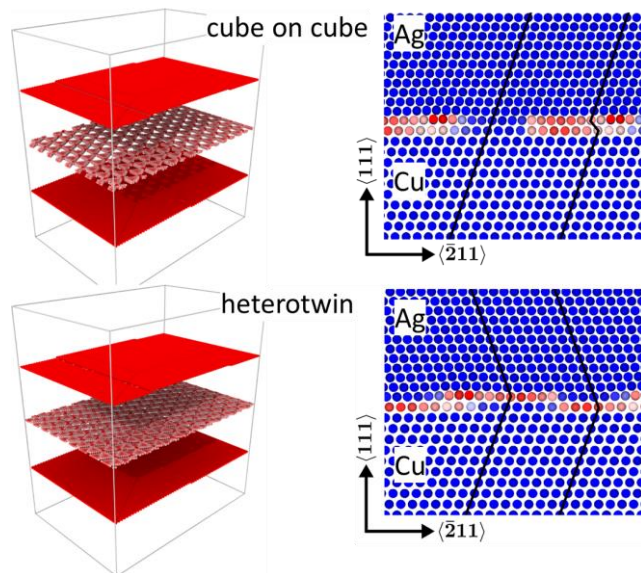 cube on cube
Ag
Cu
⟨111⟩
⟨2̄11⟩
heterotwin
Ag
Cu
⟨111⟩
⟨2̄11⟩